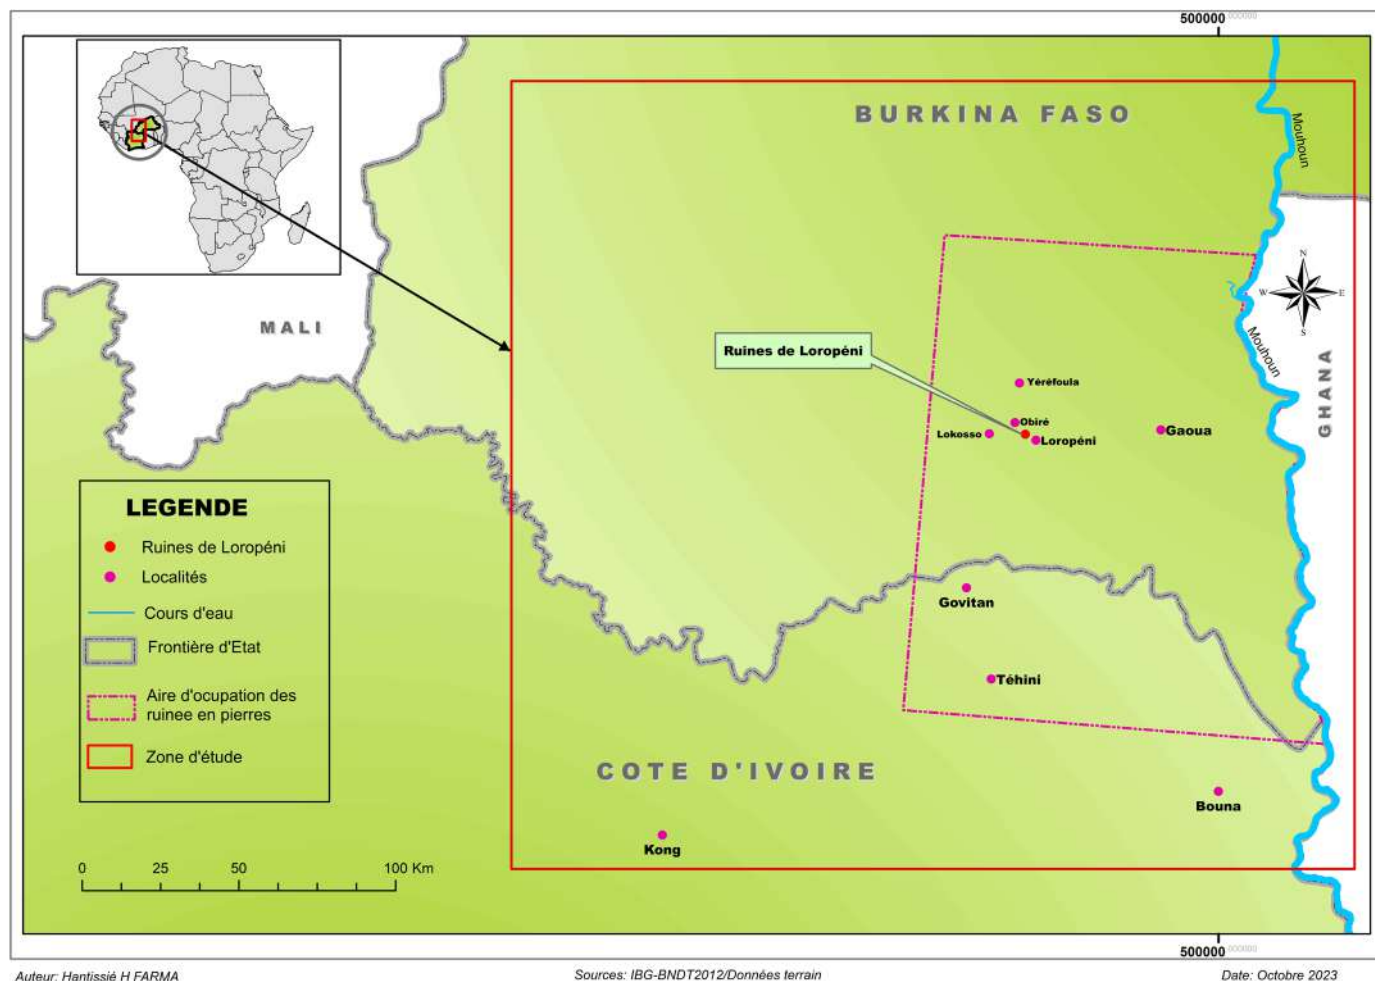 500000.000000
BURKINA FASO
Mouhoun
N
W E
S
MALI
Mouhoun
Ruines de Loropéni
GHANA
Yéréfoula
Obiré
Lokosso
Loropéni
Gaoua
LEGENDE
Ruines de Loropéni
Localités
Cours d'eau
Frontière d'Etat
Aire d'ocupation des
ruinee en pierres
Zone d'étude
Govitan
Téhini
COTE D'IVOIRE
Bouna
Kong
0 25 50 100 Km
500000.000000
Auteur: Hantissié H FARMA
Sources: IBG-BNDT2012/Données terrain
Date: Octobre 2023